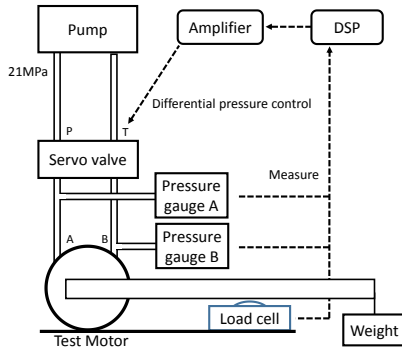 Pump
Amplifier
DSP
21MPa
Differential pressure control
P
T
Servo valve
Measure
Pressure
gauge A
A
B
Pressure
gauge B
Load cell
Weight
Test Motor